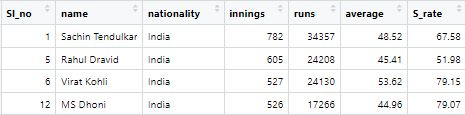 Sl_no name nationality innings runs average S_rate
1 Sachin Tendulkar India 782 34357 48.52 67.58
5 Rahul Dravid India 605 24208 45.41 51.98
6 Virat Kohli India 527 24130 53.62 79.15
12 MS Dhoni India 526 17266 44.96 79.07